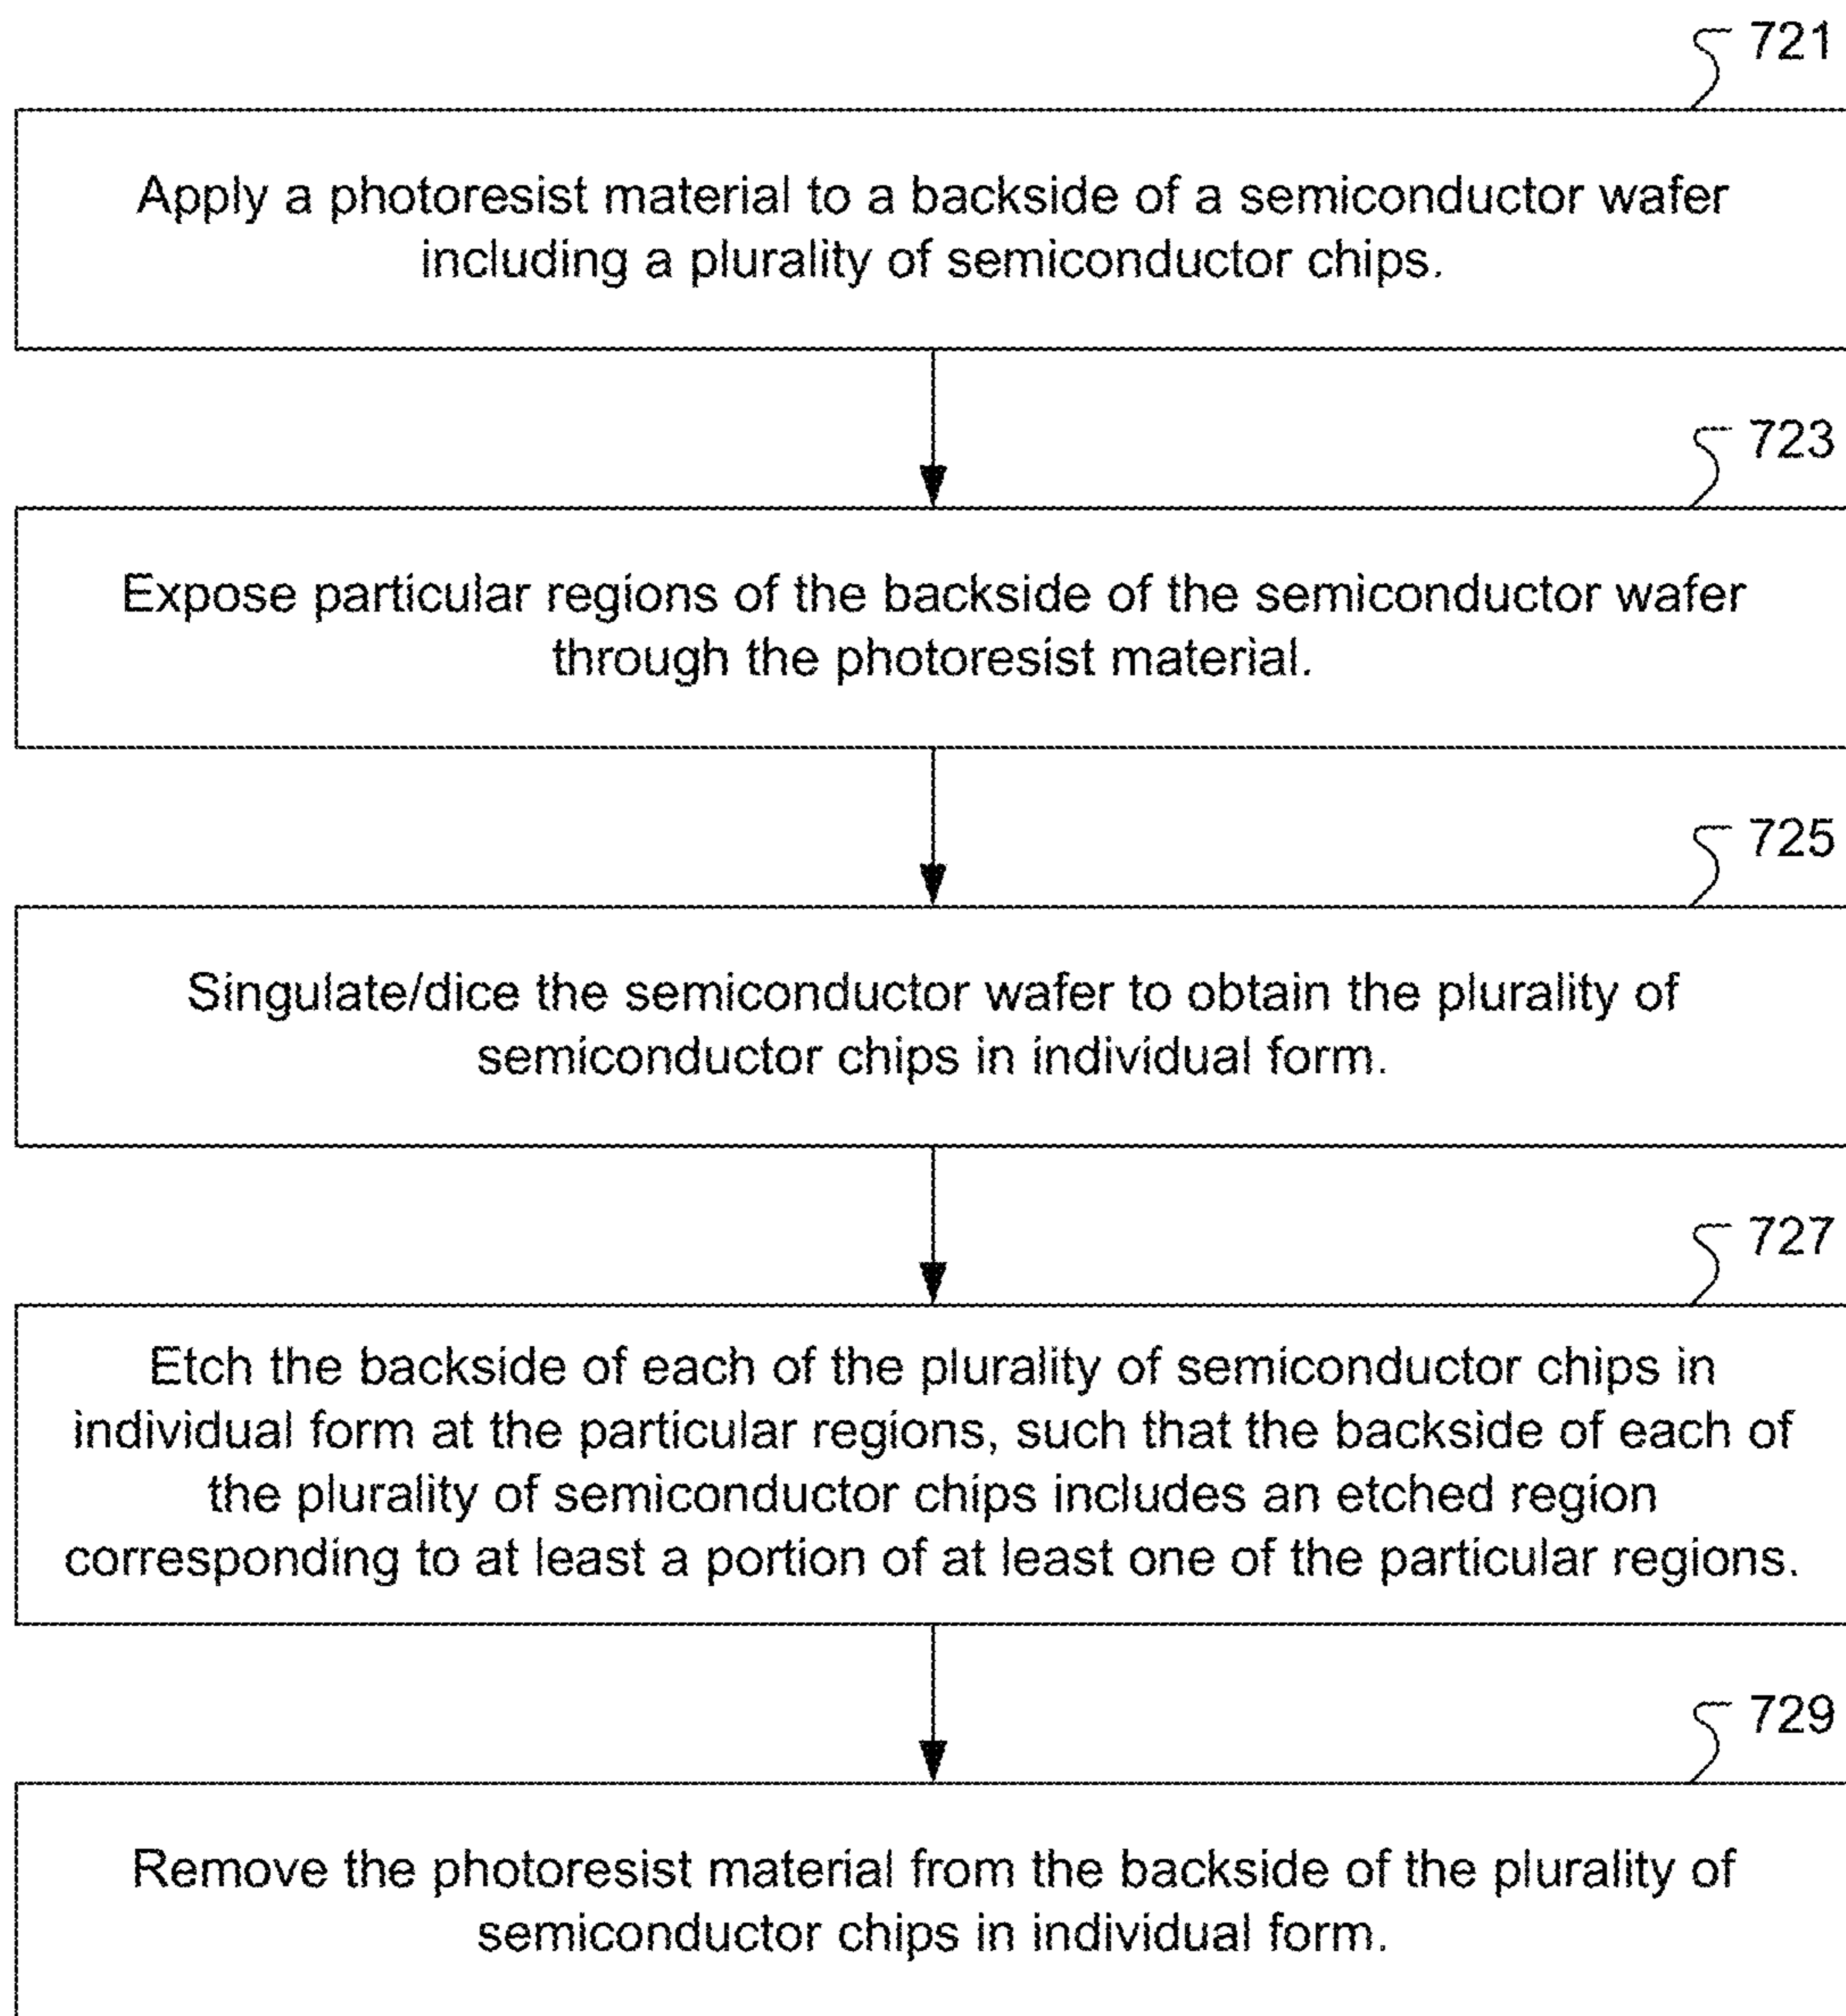 721
Apply a photoresist material to a backside of a semiconductor wafer
including a plurality of semiconductor chips.
723
Expose particular regions of the backside of the semiconductor wafer
through the photoresist material.
725
Singulate/dice the semiconductor wafer to obtain the plurality of
semiconductor chips in individual form.
727
Etch the backside of each of the plurality of semiconductor chips in
individual form at the particular regions, such that the backside of each of
the plurality of semiconductor chips includes an etched region
corresponding to at least a portion of at least one of the particular regions.
729
Remove the photoresist material from the backside of the plurality of
semiconductor chips in individual form.